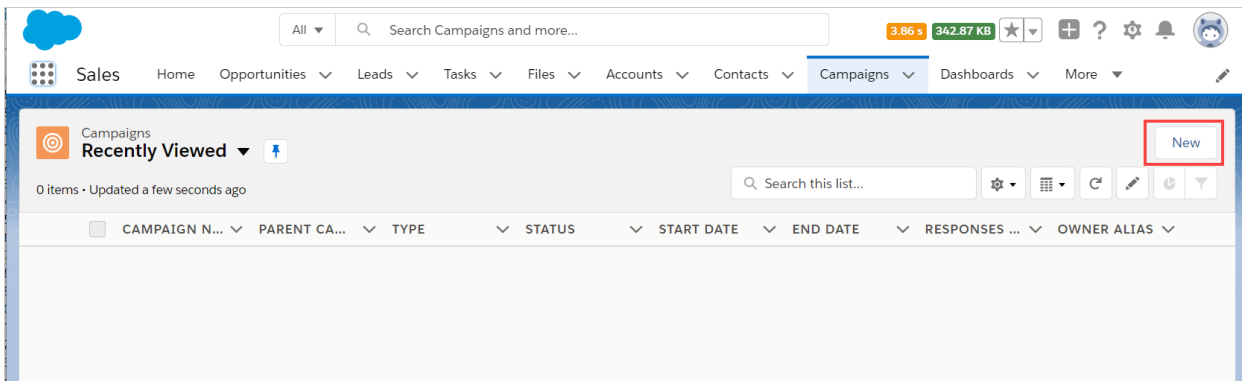 All Search Campaigns and more... 3.86 s 342.87 KB
Sales Home Opportunities Leads Tasks Files Accounts Contacts Campaigns Dashboards More
Campaigns
Recently Viewed
New
0 items • Updated a few seconds ago
Search this list...
CAMPAIGN N... PARENT CA... TYPE STATUS START DATE END DATE RESPONSES ... OWNER ALIAS